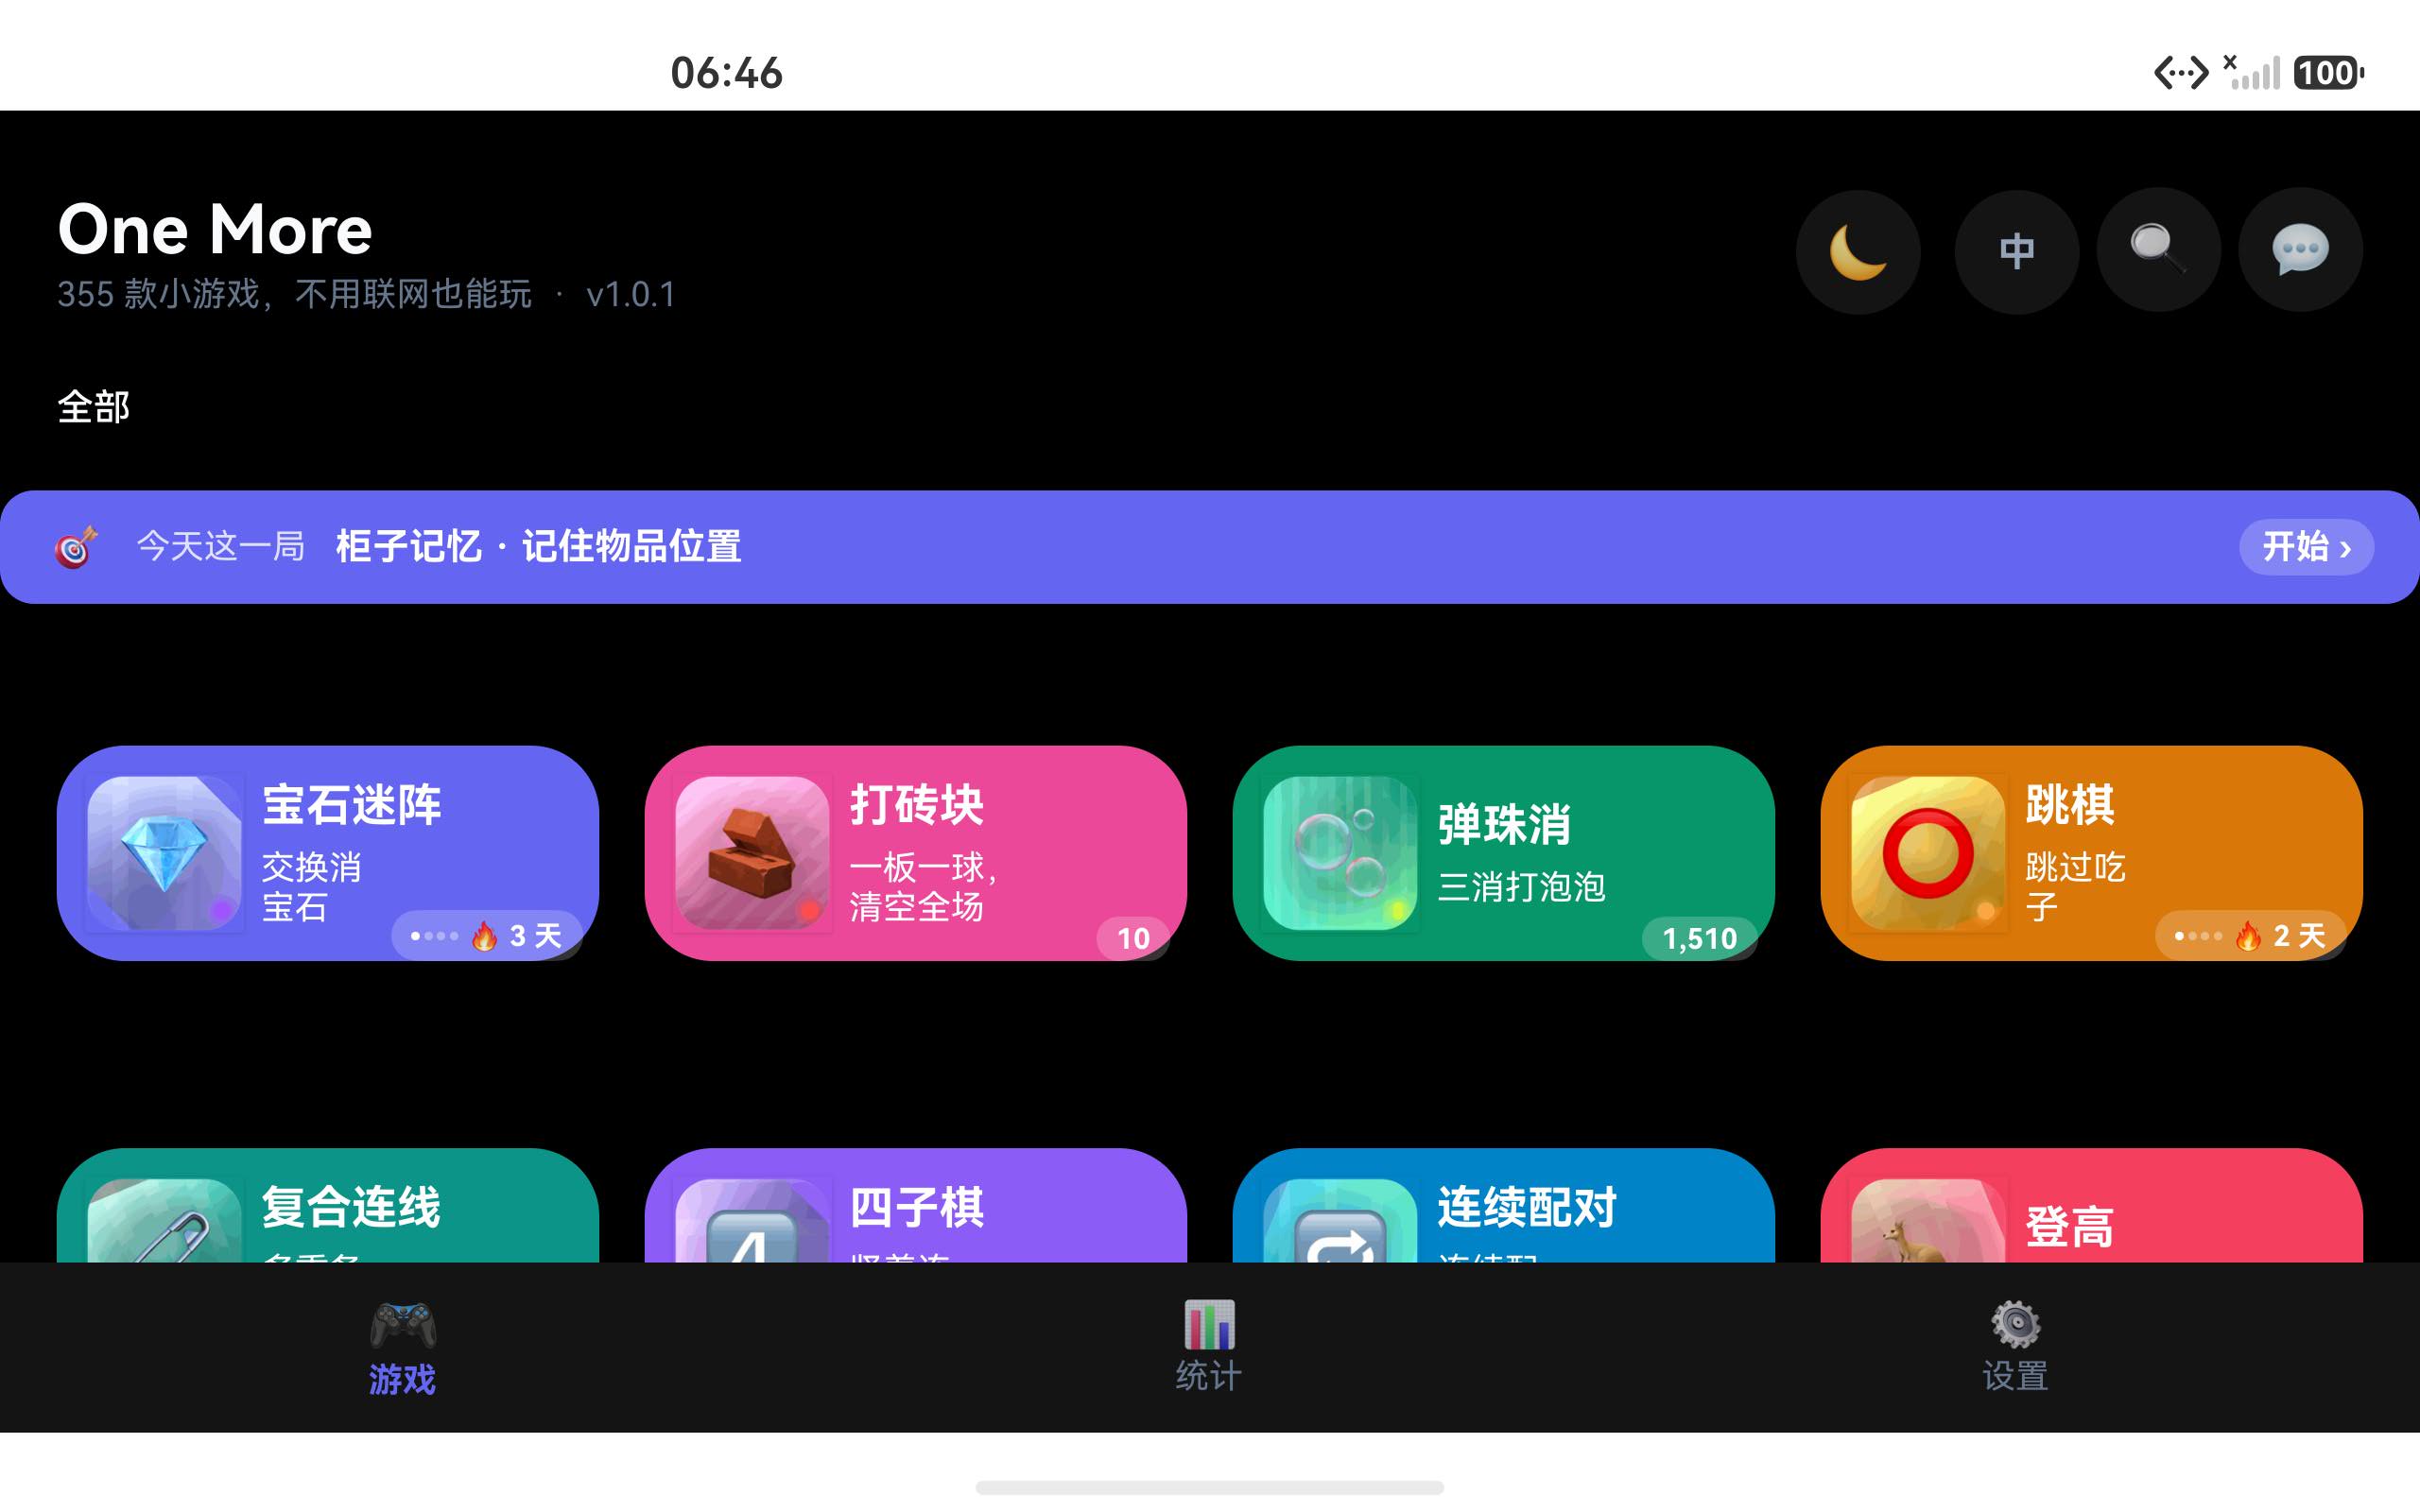 06:46
100
One More
355 款小游戏，不用联网也能玩 · v1.0.1
中
全部
今天这一局 柜子记忆 · 记住物品位置
开始 ›
宝石迷阵
交换消
宝石
3 天
打砖块
一板一球，
清空全场
10
弹珠消
三消打泡泡
1,510
跳棋
跳过吃
子
2 天
复合连线
四子棋
4
连续配对
登高
游戏
统计
设置